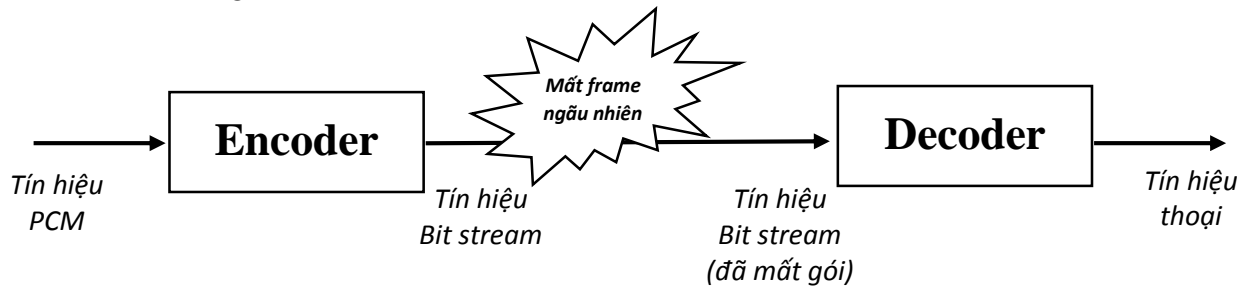 Mất frame
ngẫu nhiên
Encoder
Decoder
Tín hiệu
PCM
Tín hiệu
Bit stream
Tín hiệu
Bit stream
(đã mất gói)
Tín hiệu
thoại